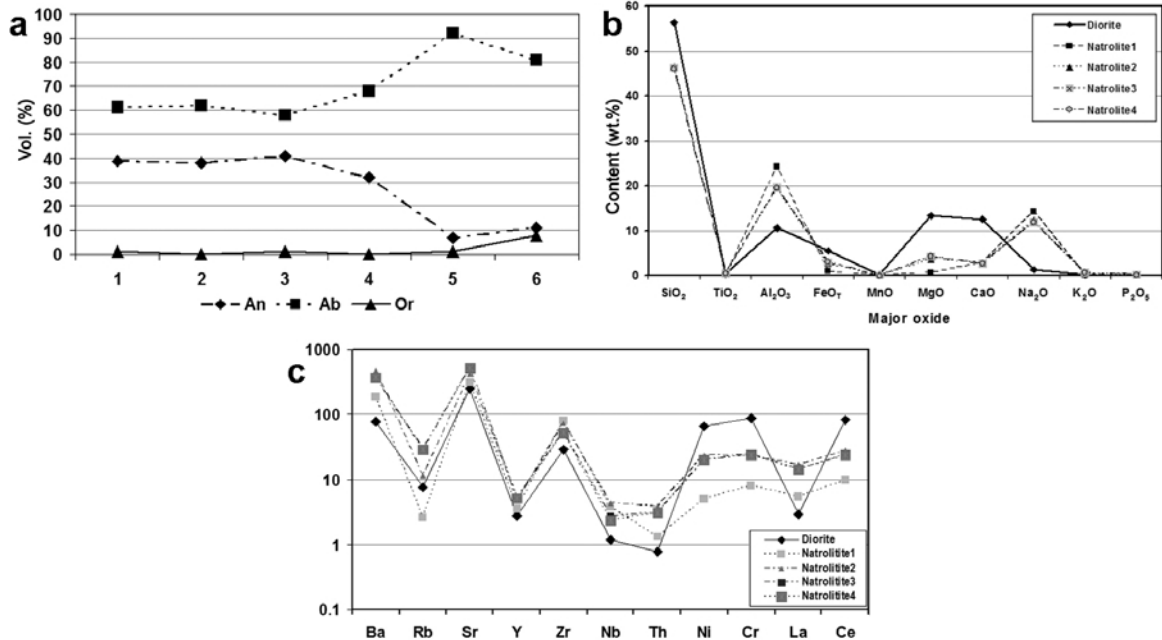 a
100
90
80
70
60
50
40
30
20
10
0
Vol. (%)
1 2 3 4 5 6
An Ab Or
b
60
50
40
30
20
10
0
Content (wt.%)
SiO₂ TiO₂ Al₂O₃ FeOT MnO MgO CaO Na₂O K₂O P₂O₅
Major oxide
Diorite
Natrolite1
Natrolite2
Natrolite3
Natrolite4
c
1000
100
10
1
0.1
Ba Rb Sr Y Zr Nb Th Ni Cr La Ce
Diorite
Natrolitite1
Natrolitite2
Natrolitite3
Natrolitite4